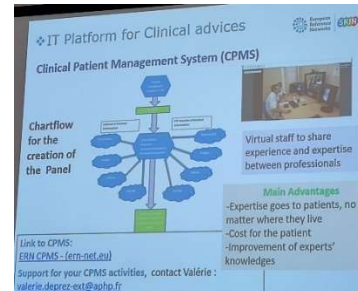 ❖IT Platform for Clinical advices
European
Reference
Networks
Clinical Patient Management System (CPMS)
Chartflow
for the
creation of
the Panel
Virtual staff to share
experience and expertise
between professionals
Main Advantages
-Expertise goes to patients, no
matter where they live
-Cost for the patient
-Improvement of experts'
knowledges
Link to CPMS:
ERN CPMS - (ern-net.eu)
Support for your CPMS activities, contact Valérie :
valerie.deprez-ext@aphp.fr